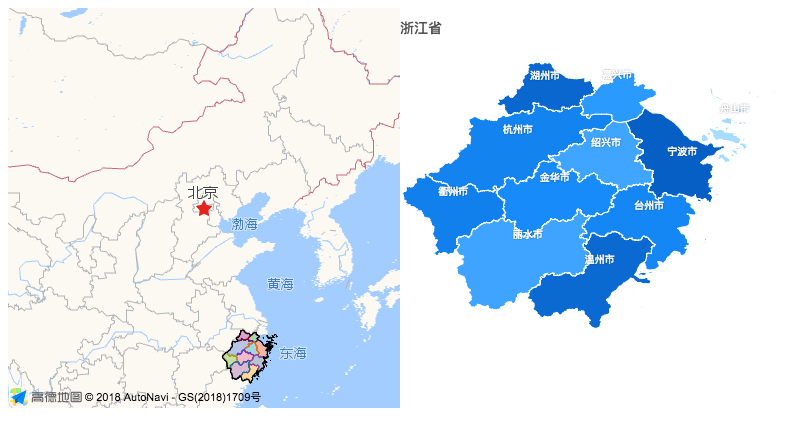 北京
渤海
黄海
东海
高德地图 © 2018 AutoNavi - GS(2018)1709号
浙江省
湖州市
嘉兴市
舟山市
杭州市
绍兴市
宁波市
金华市
衢州市
台州市
丽水市
温州市